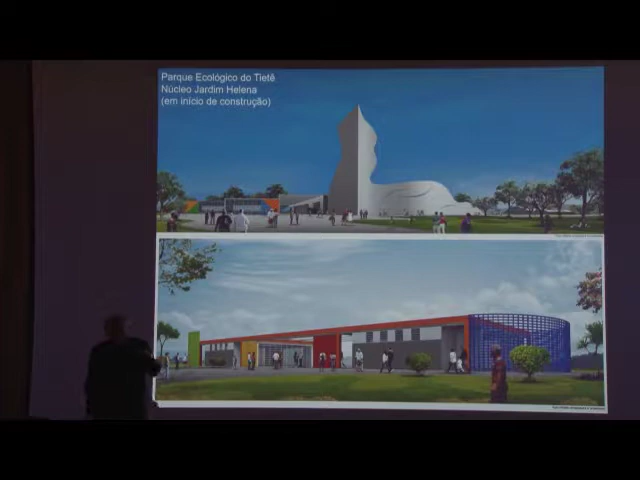 Parque Ecológico do Tietê
Núcleo Jardim Helena
(em início de construção)